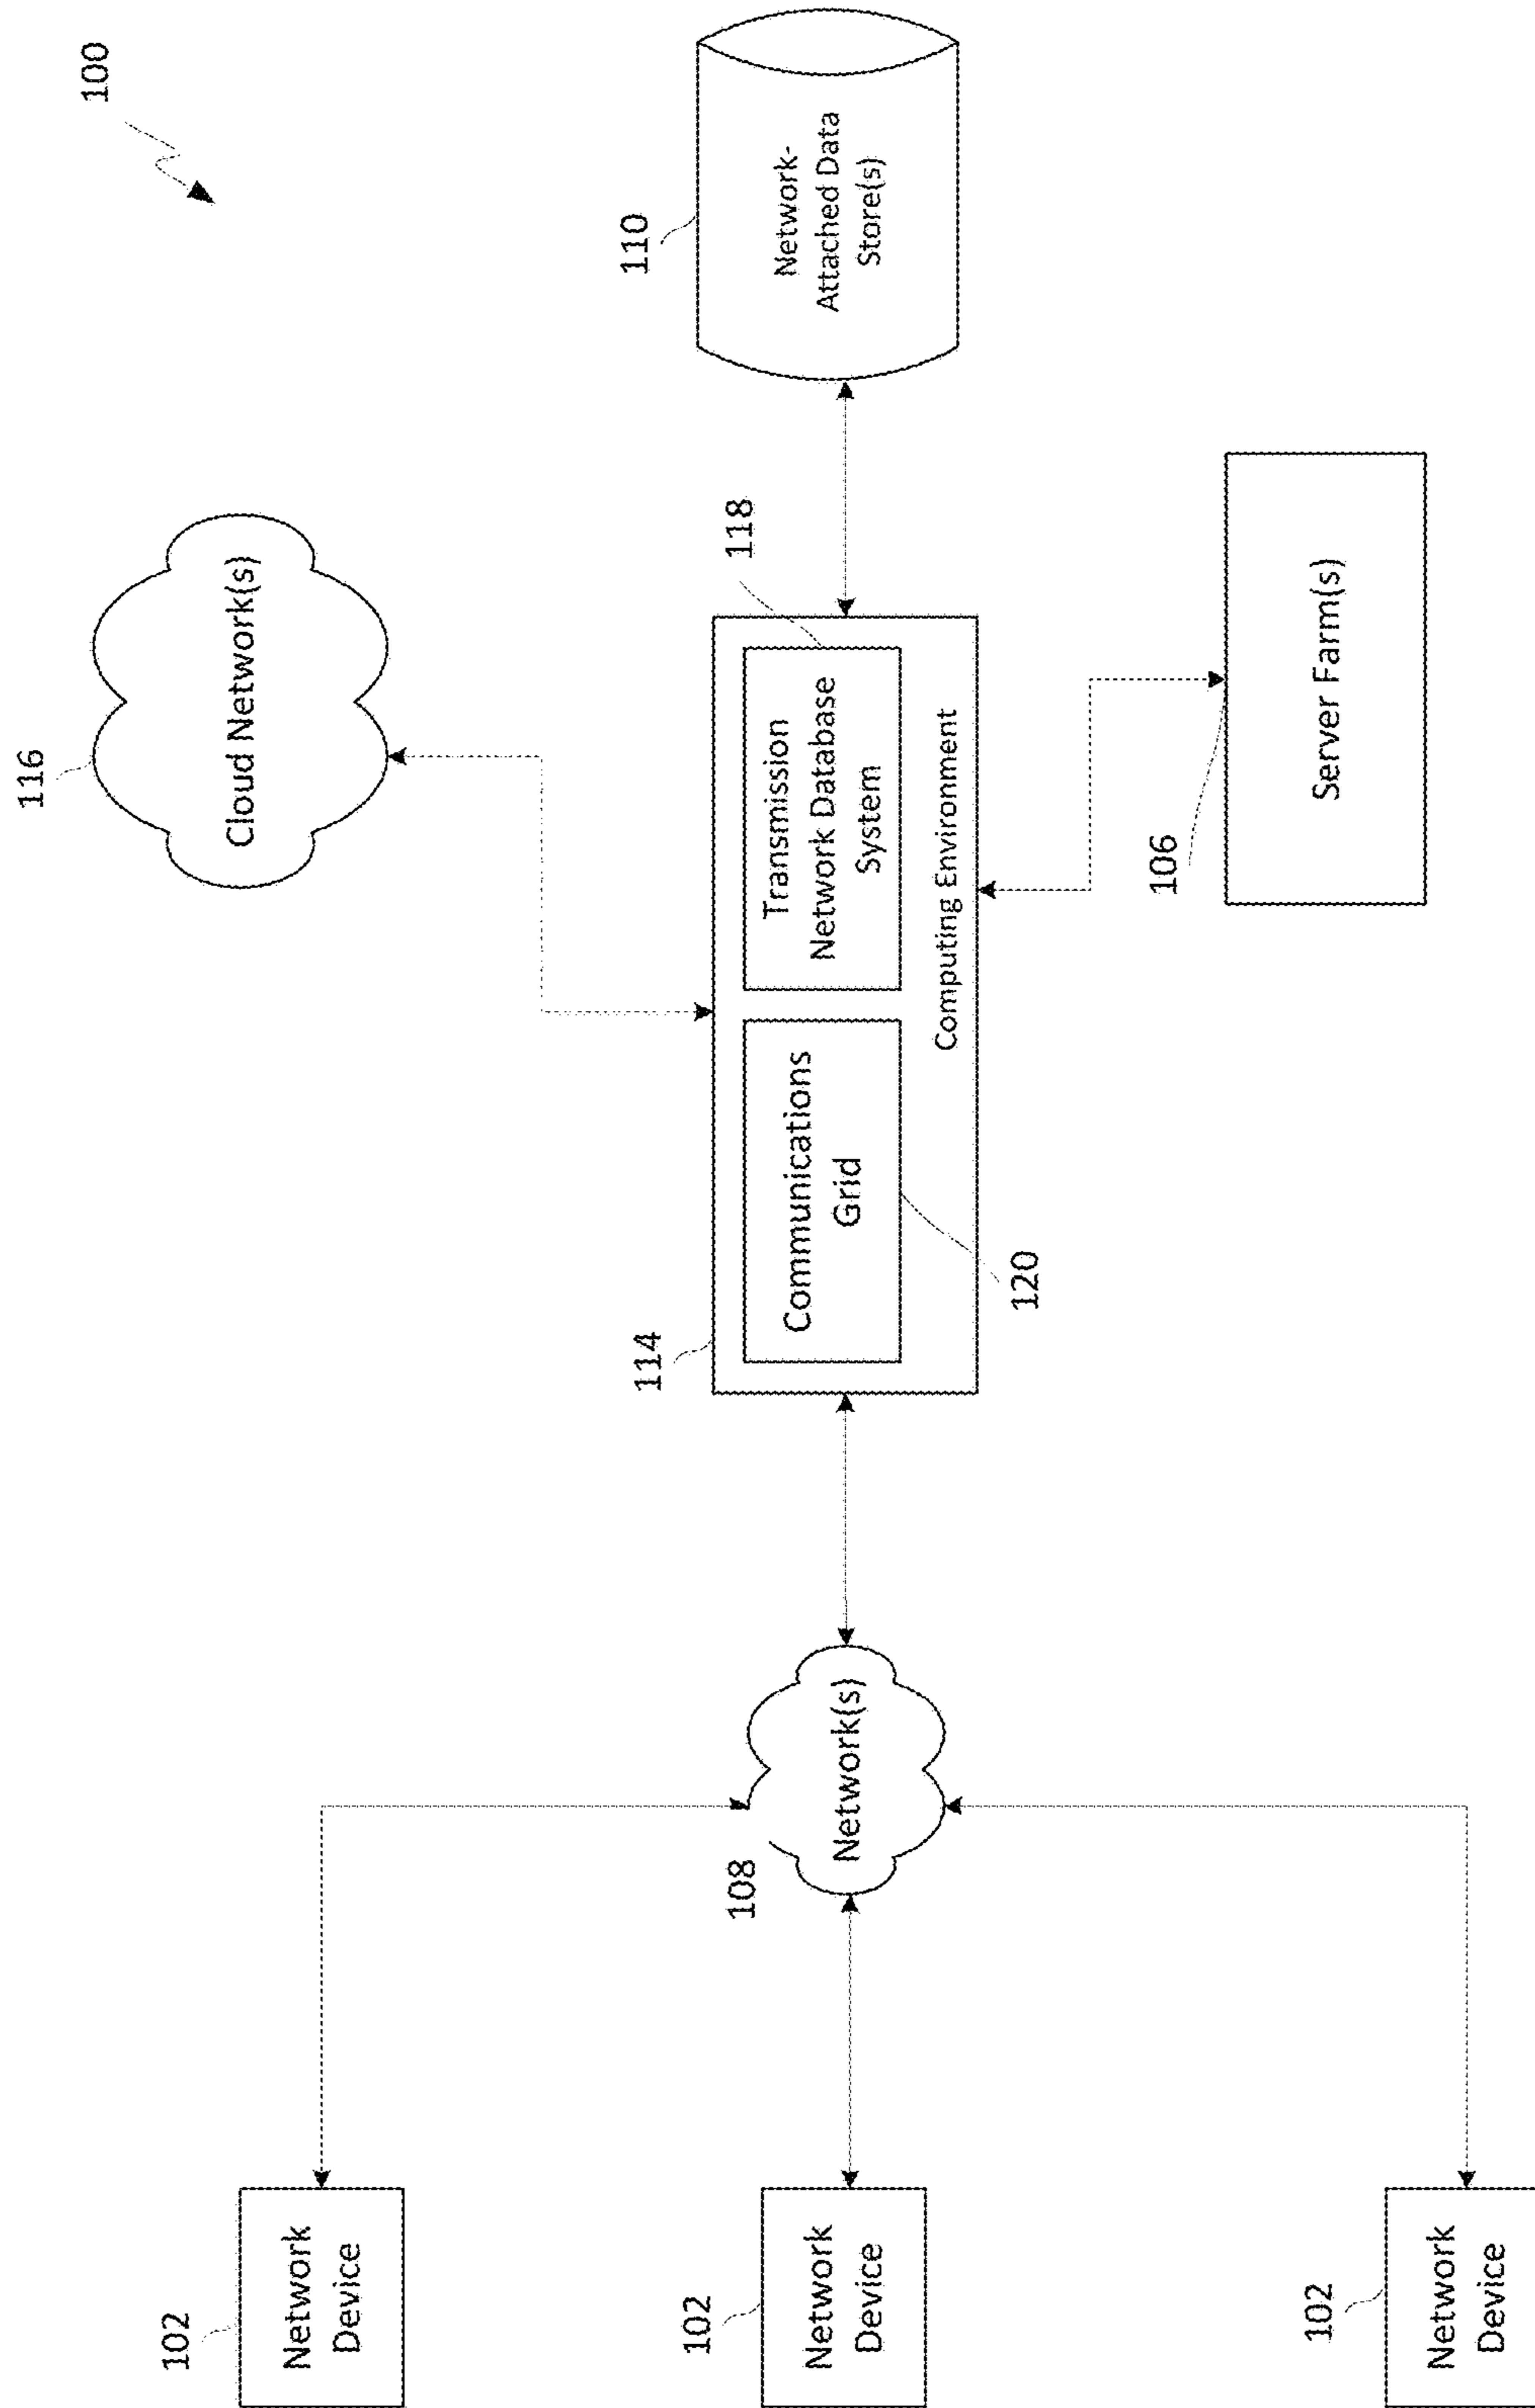 100
116
Cloud Network(s)
110
Network-
Attached Data
Store(s)
114
118
Communications
Grid
Transmission
Network Database
System
Computing Environment
120
106
Server Farm(s)
108
Network(s)
102
Network
Device
102
Network
Device
102
Network
Device